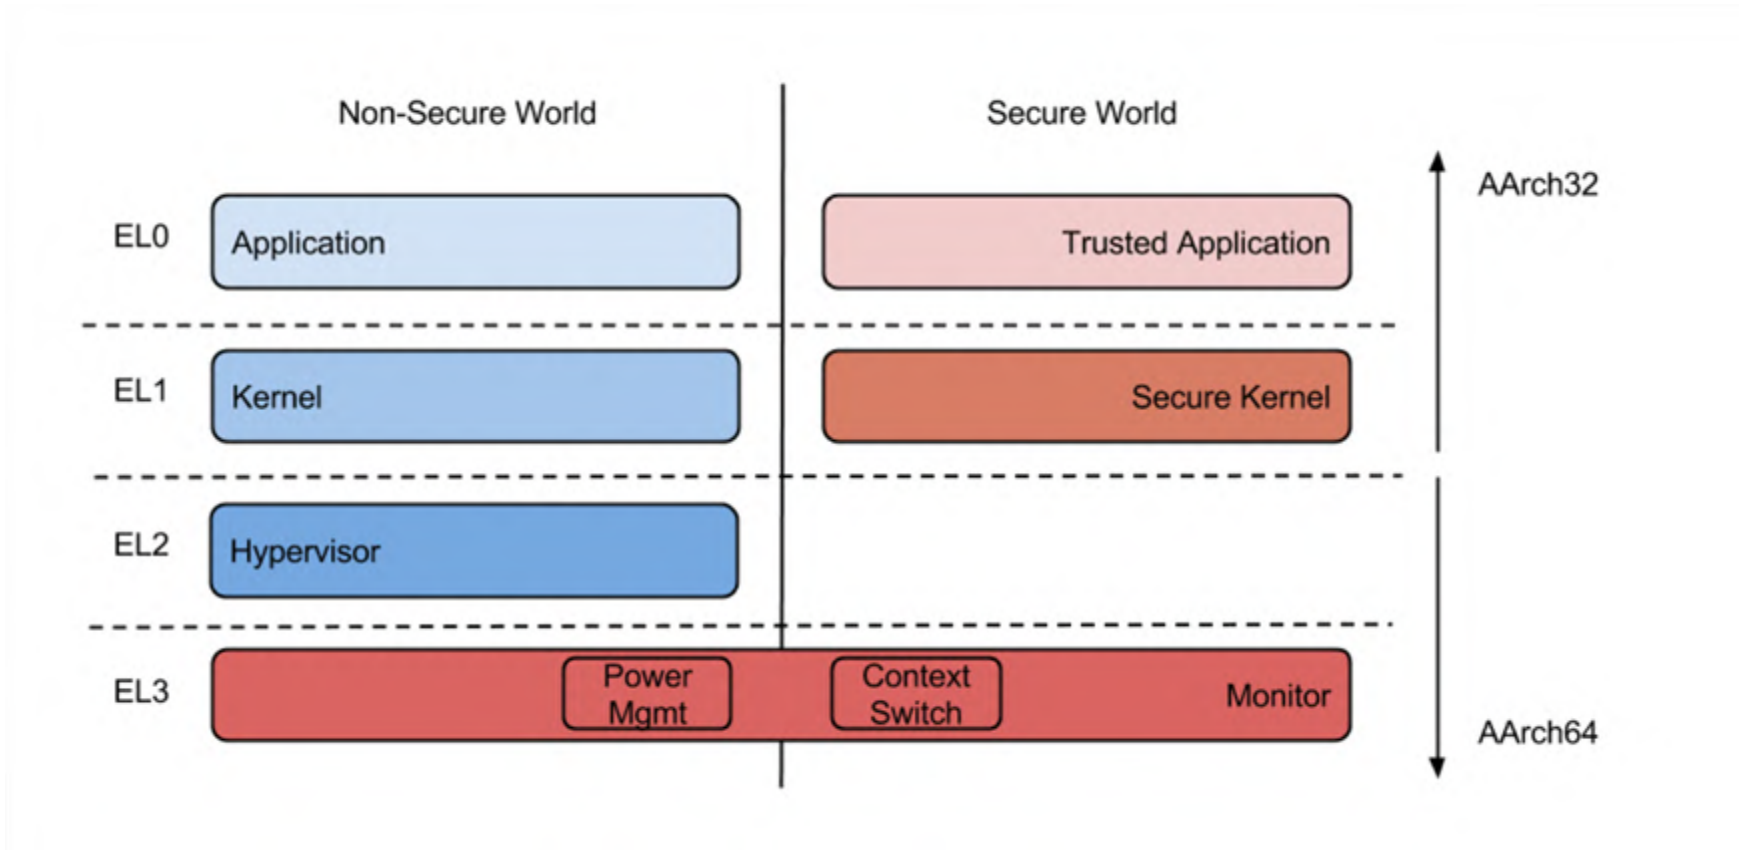 Non-Secure World
Secure World
AArch32
EL0
Application
Trusted Application
EL1
Kernel
Secure Kernel
EL2
Hypervisor
EL3
Power
Mgmt
Context
Switch
Monitor
AArch64